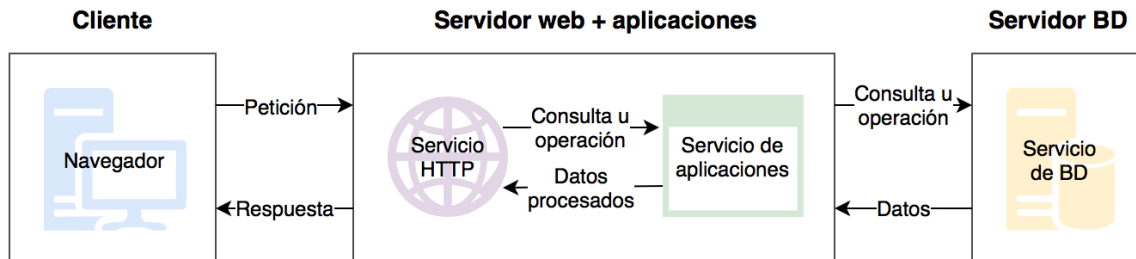 Cliente
Servidor web + aplicaciones
Servidor BD
Navegador
Petición
Respuesta
Servicio
HTTP
Consulta u
operación
Datos
procesados
Servicio de
aplicaciones
Consulta u
operación
Datos
Servicio
de BD